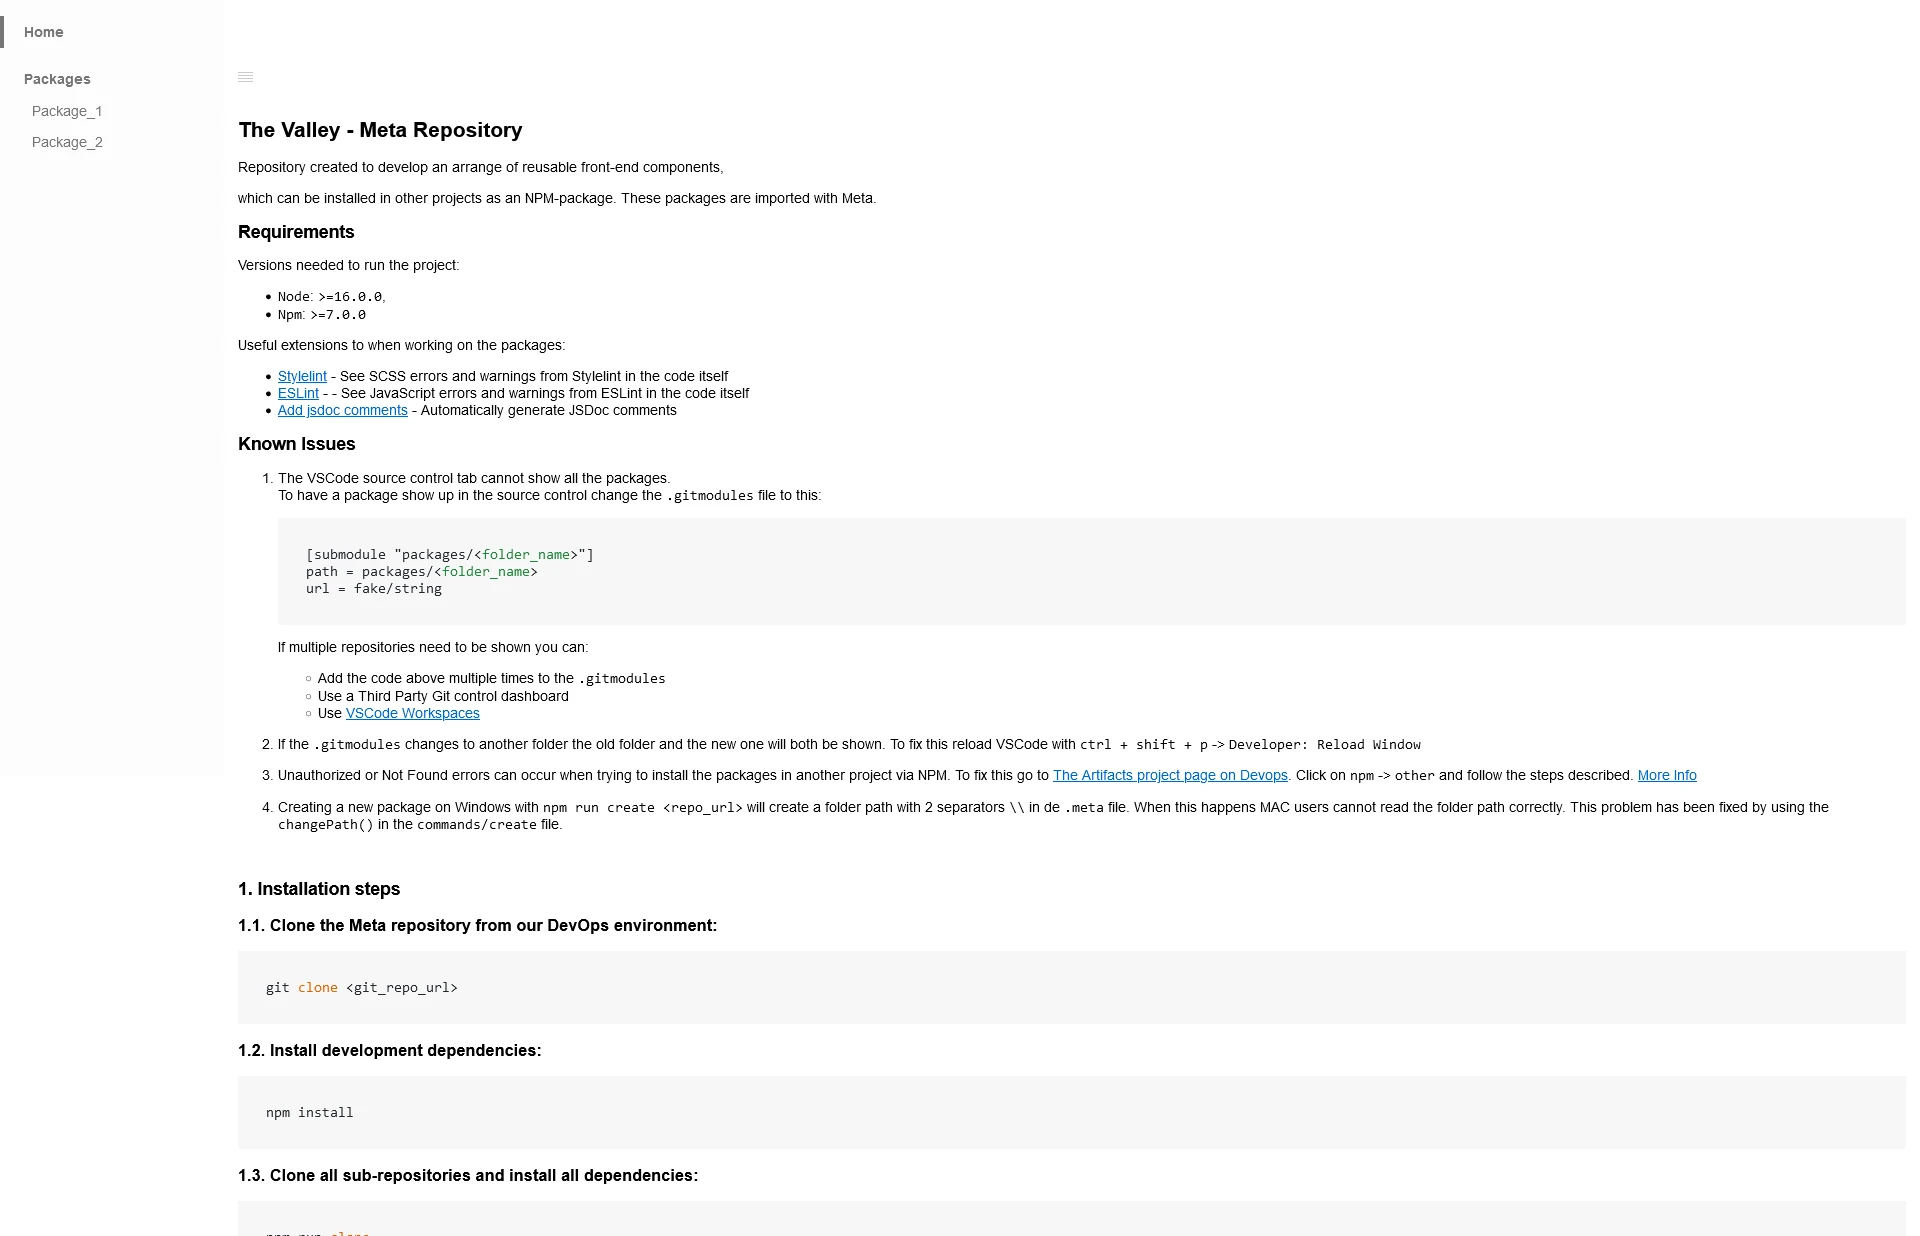 Home
Packages
Package_1
Package_2
The Valley - Meta Repository
Repository created to develop an arrange of reusable front-end components,
which can be installed in other projects as an NPM-package. These packages are imported with Meta.
Requirements
Versions needed to run the project:
• Node: >=16.0.0,
• Npm: >=7.0.0
Useful extensions to when working on the packages:
• Stylelint - See SCSS errors and warnings from Stylelint in the code itself
• ESLint - - See JavaScript errors and warnings from ESLint in the code itself
• Add jsdoc comments - Automatically generate JSDoc comments
Known Issues
1. The VSCode source control tab cannot show all the packages.
To have a package show up in the source control change the .gitmodules file to this:
[submodule "packages/<folder_name>"]
path = packages/<folder_name>
url = fake/string
If multiple repositories need to be shown you can:
○ Add the code above multiple times to the .gitmodules
○ Use a Third Party Git control dashboard
○ Use VSCode Workspaces
2. If the .gitmodules changes to another folder the old folder and the new one will both be shown. To fix this reload VSCode with ctrl + shift + p -> Developer: Reload Window
3. Unauthorized or Not Found errors can occur when trying to install the packages in another project via NPM. To fix this go to The Artifacts project page on Devops. Click on npm -> other and follow the steps described. More Info
4. Creating a new package on Windows with npm run create <repo_url> will create a folder path with 2 separators \\ in de .meta file. When this happens MAC users cannot read the folder path correctly. This problem has been fixed by using the
changePath() in the commands/create file.
1. Installation steps
1.1. Clone the Meta repository from our DevOps environment:
git clone <git_repo_url>
1.2. Install development dependencies:
npm install
1.3. Clone all sub-repositories and install all dependencies:
npm run clone